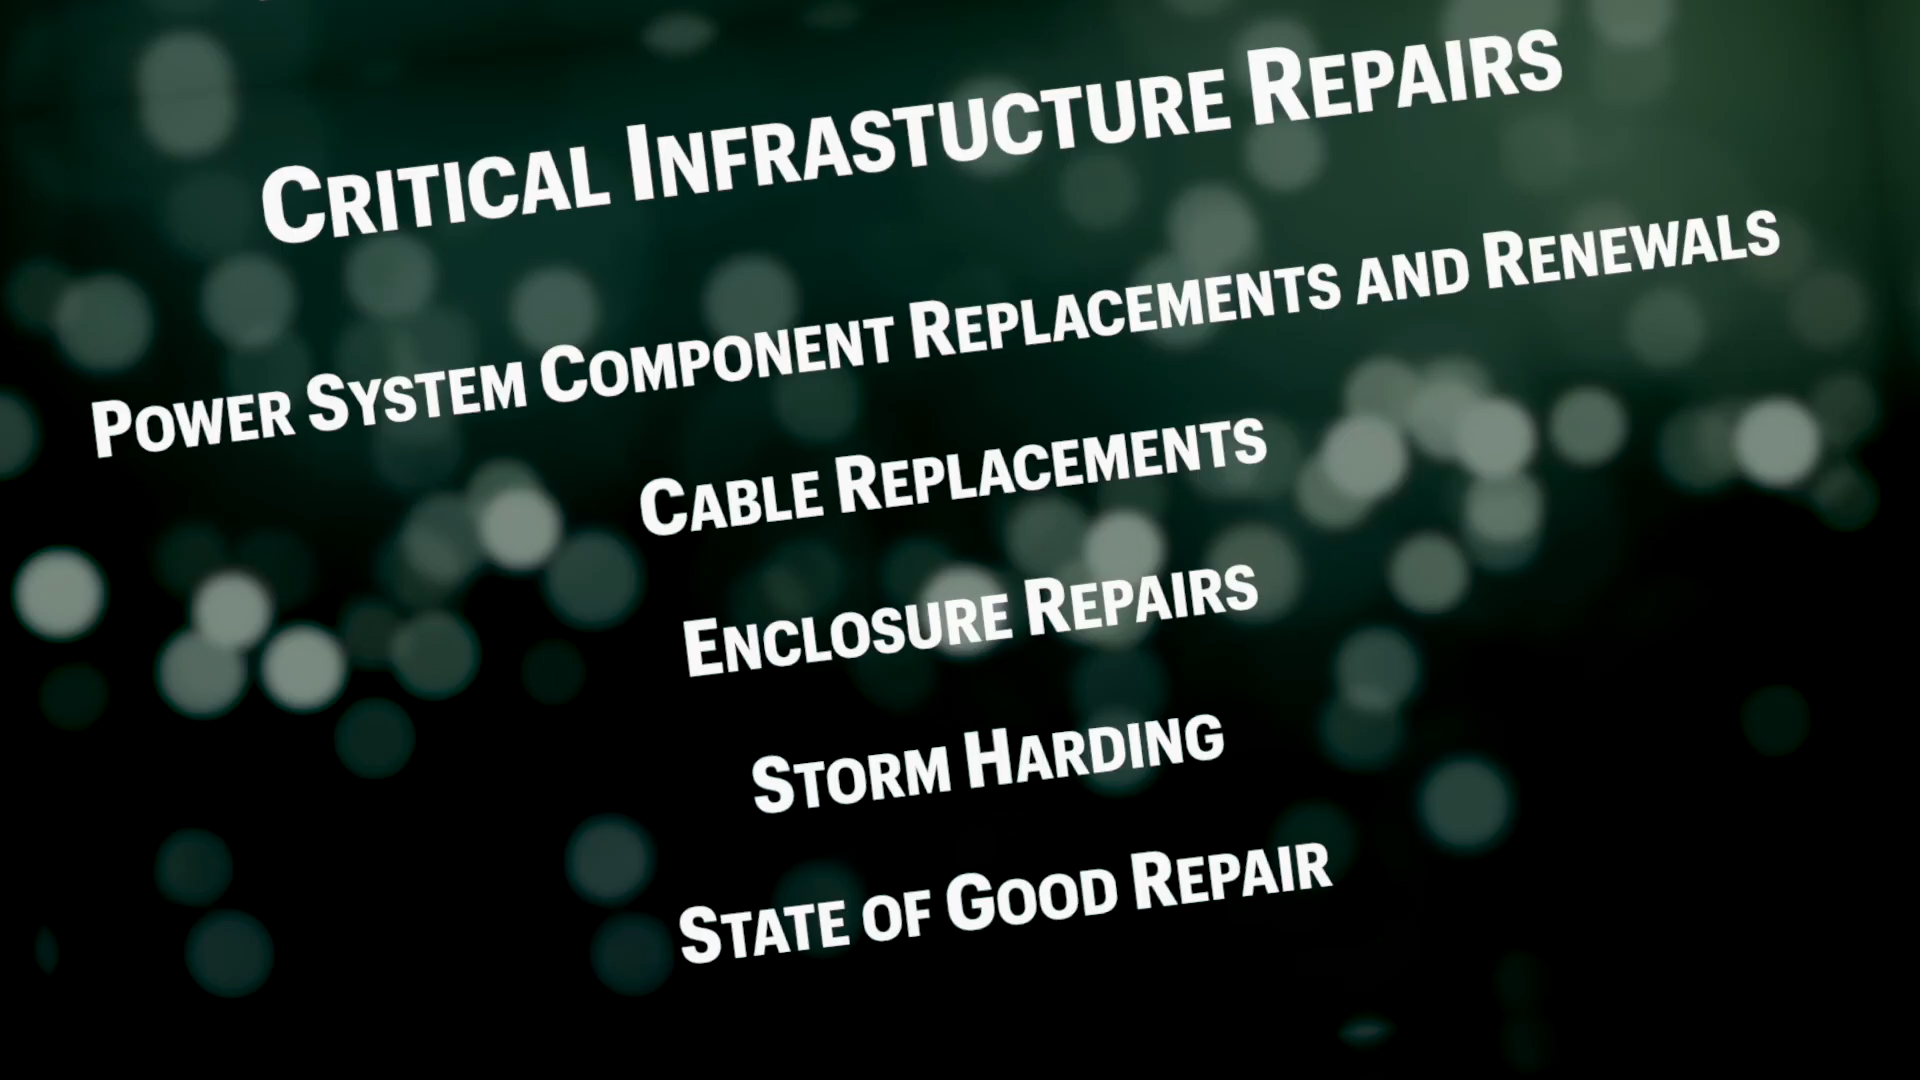 Critical Infrastucture Repairs
Power System Component Replacements and Renewals
Cable Replacements
Enclosure Repairs
Storm Harding
State of Good Repair